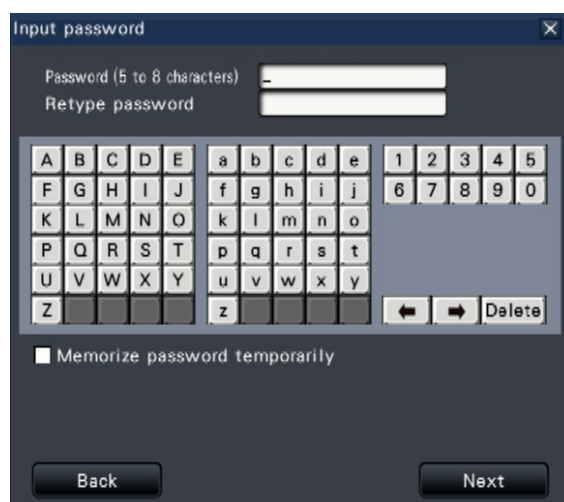 Input password
Password (5 to 8 characters) _
Retype password
A B C D E a b c d e 1 2 3 4 5
F G H I J f g h i j 6 7 8 9 0
K L M N O k l m n o
P Q R S T p q r s t
U V W X Y u v w x y
Z z ← → Delete
Memorize password temporarily
Back Next